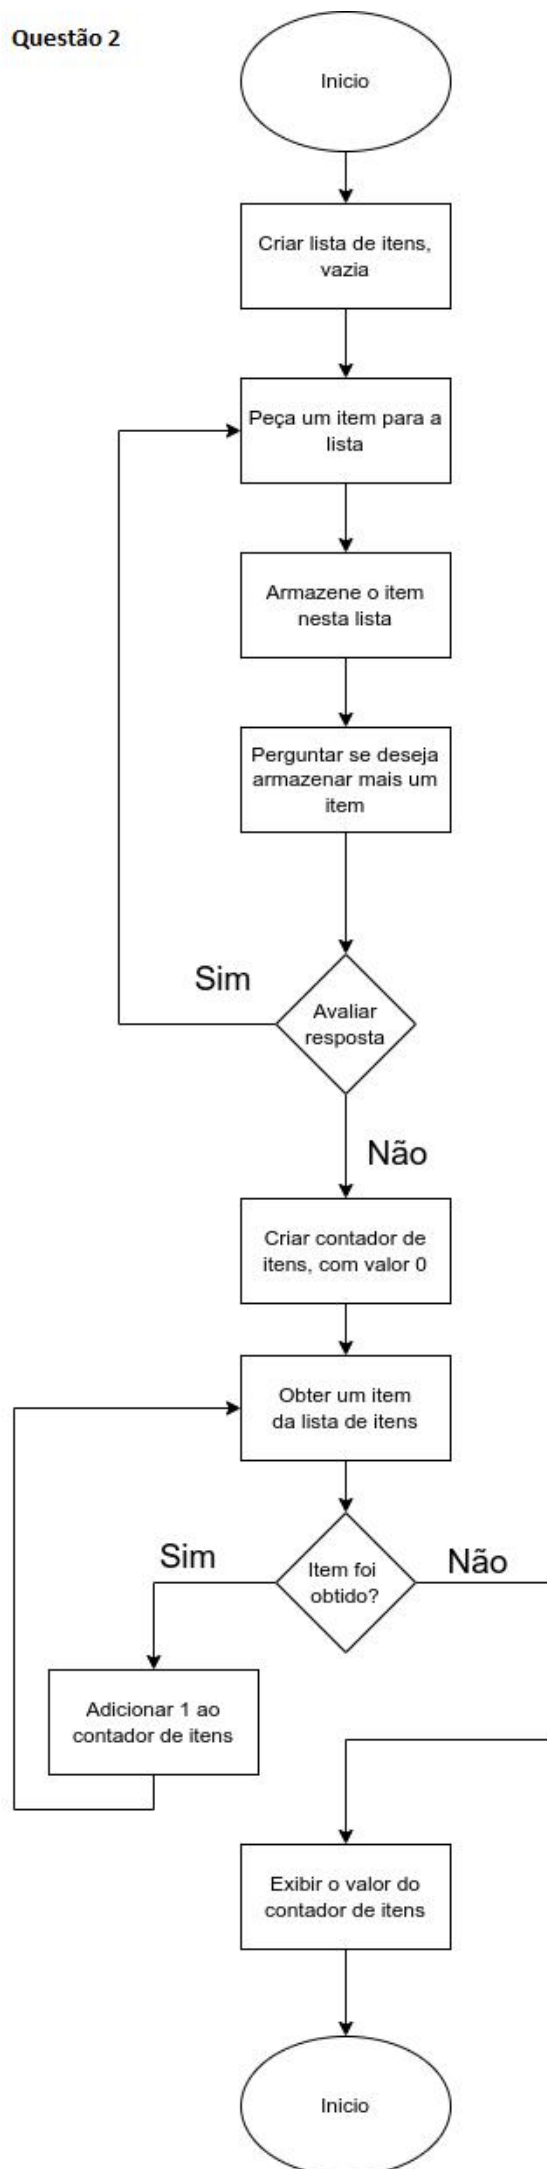 Questão 2
Inicio
Criar lista de itens,
vazia
Peça um item para a
lista
Armazene o item
nesta lista
Perguntar se deseja
armazenar mais um
item
Sim
Avaliar
resposta
Não
Criar contador de
itens, com valor 0
Obter um item
da lista de itens
Sim
Item foi
obtido?
Não
Adicionar 1 ao
contador de itens
Exibir o valor do
contador de itens
Inicio